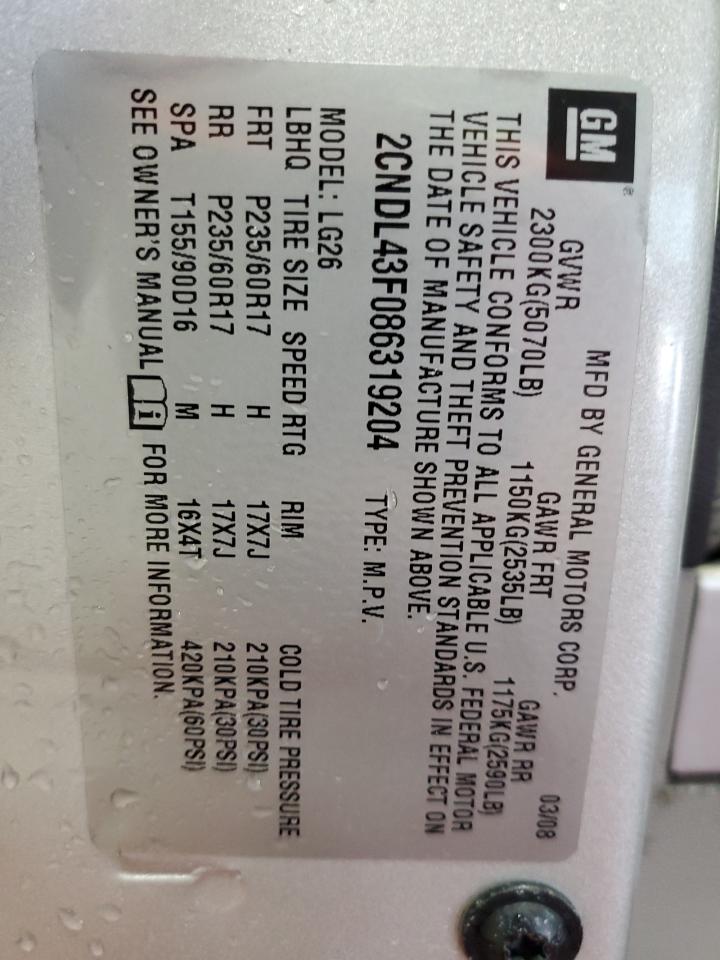 GM
MFD BY GENERAL MOTORS CORP. 03/08
GVWR GAWR FRT GAWR RR
2300KG(5070LB) 1150KG(2535LB) 1175KG(2590LB)
THIS VEHICLE CONFORMS TO ALL APPLICABLE U.S. FEDERAL MOTOR
VEHICLE SAFETY AND THEFT PREVENTION STANDARDS IN EFFECT ON
THE DATE OF MANUFACTURE SHOWN ABOVE.
2CNDL43F086319204 TYPE: M.P.V.
MODEL: LG26
LBHQ TIRE SIZE SPEED RTG RIM COLD TIRE PRESSURE
FRT P235/60R17 H 17X7J 210KPA(30PSI)
RR P235/60R17 H 17X7J 210KPA(30PSI)
SPA T155/90D16 M 16X4T 420KPA(60PSI)
SEE OWNER'S MANUAL FOR MORE INFORMATION.